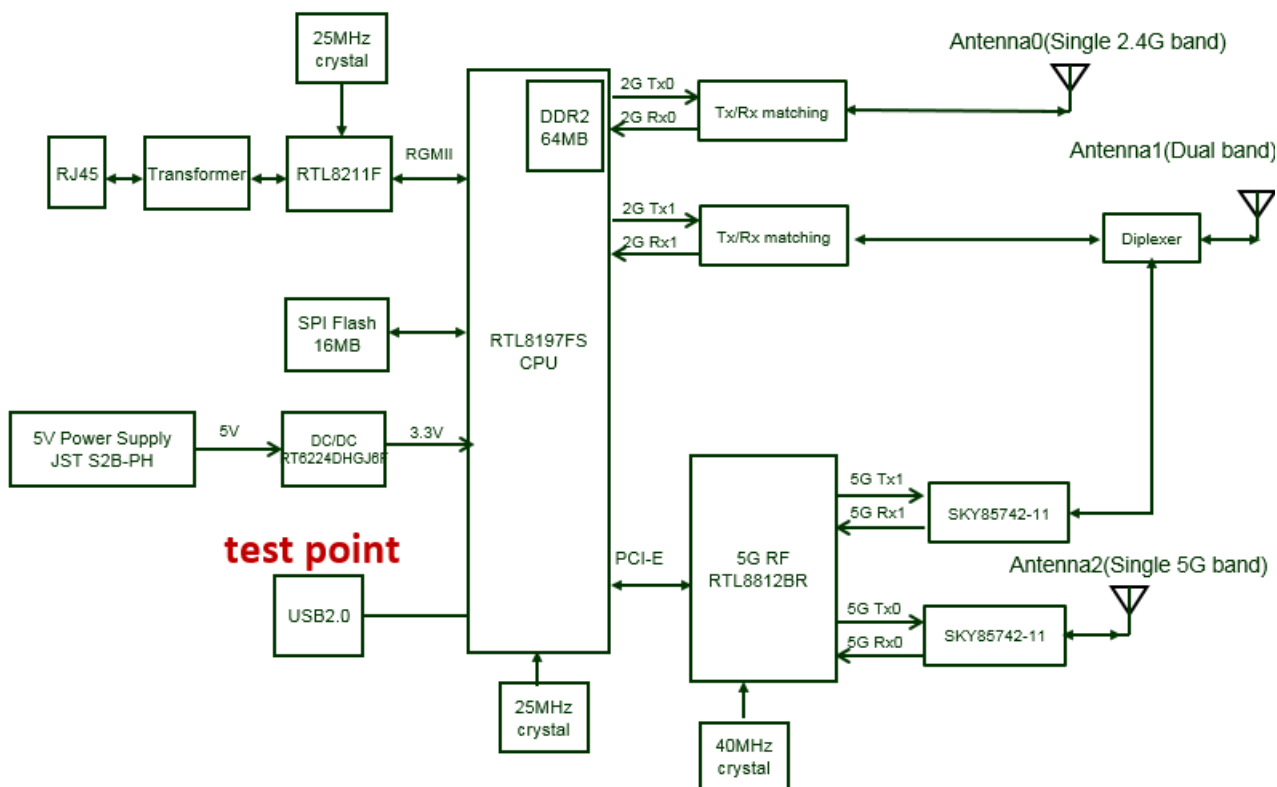 25MHz
crystal
Antenna0(Single 2.4G band)
DDR2
64MB
2G Tx0
2G Rx0
Tx/Rx matching
RJ45
Transformer
RTL8211F
RGMII
Antenna1(Dual band)
2G Tx1
2G Rx1
Tx/Rx matching
Diplexer
SPI Flash
16MB
RTL8197FS
CPU
5V Power Supply
JST S2B-PH
5V
DC/DC
RT6224DHGJ6F
3.3V
test point
USB2.0
PCI-E
5G RF
RTL8812BR
5G Tx1
5G Rx1
SKY85742-11
Antenna2(Single 5G band)
5G Tx0
5G Rx0
SKY85742-11
25MHz
crystal
40MHz
crystal